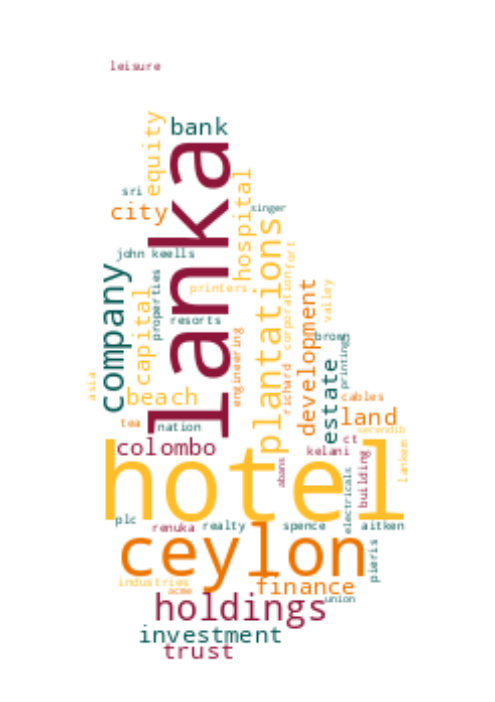 leisure
equity
bank
lanka
sri
city
hospital
singer
plantations
fort
john keells
company
properties
printers
corporation
capital
development
valley
resorts
engineering
richard
brown
printing
estate
asia
beach
cables
tea
nation
land
serendib
colombo
ct
kelani
lankem
hotel
abans
building
electricals
plc
renuka
realty
spence
aitken
ceylon
pieris
industries
acme
finance
union
holdings
investment
trust